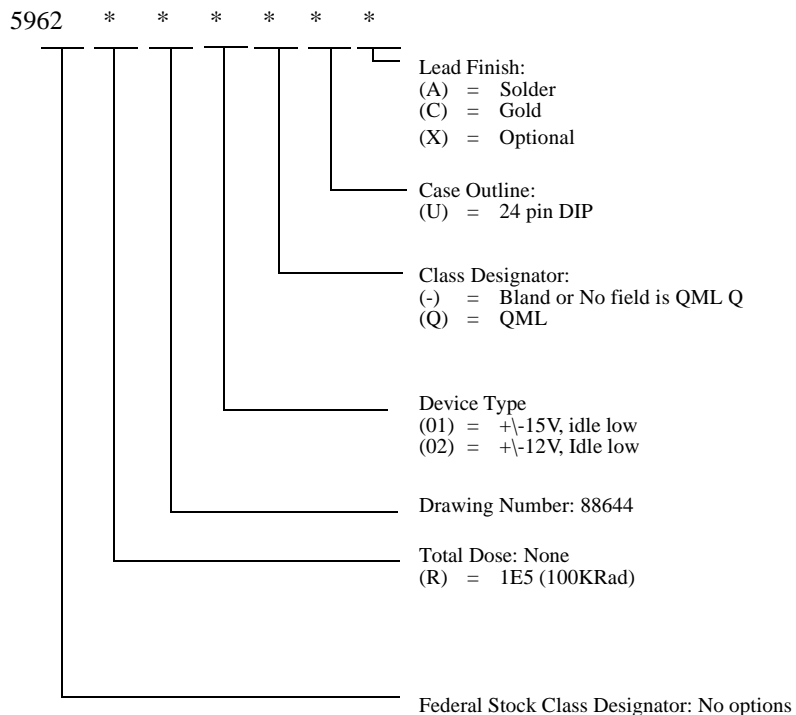 5962 * * * * * *
Lead Finish:
(A) = Solder
(C) = Gold
(X) = Optional
Case Outline:
(U) = 24 pin DIP
Class Designator:
(-) = Bland or No field is QML Q
(Q) = QML
Device Type
(01) = +\-15V, idle low
(02) = +\-12V, Idle low
Drawing Number: 88644
Total Dose: None
(R) = 1E5 (100KRad)
Federal Stock Class Designator: No options